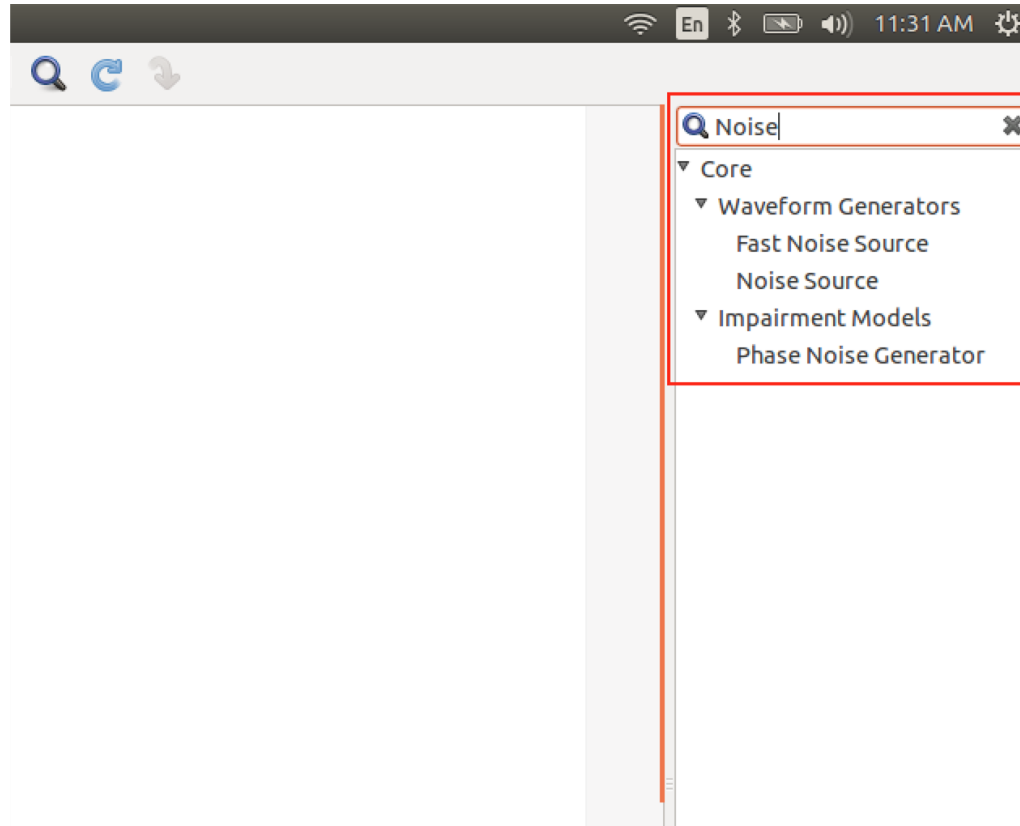 En 11:31 AM
Noise
Core
Waveform Generators
Fast Noise Source
Noise Source
Impairment Models
Phase Noise Generator